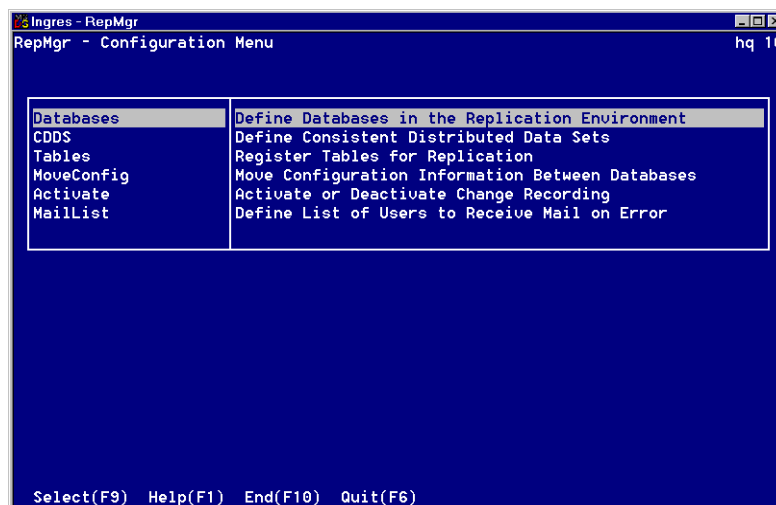 Ingres - RepMgr
RepMgr - Configuration Menu hq 10
Databases Define Databases in the Replication Environment
CDDS Define Consistent Distributed Data Sets
Tables Register Tables for Replication
MoveConfig Move Configuration Information Between Databases
Activate Activate or Deactivate Change Recording
MailList Define List of Users to Receive Mail on Error
Select(F9) Help(F1) End(F10) Quit(F6)